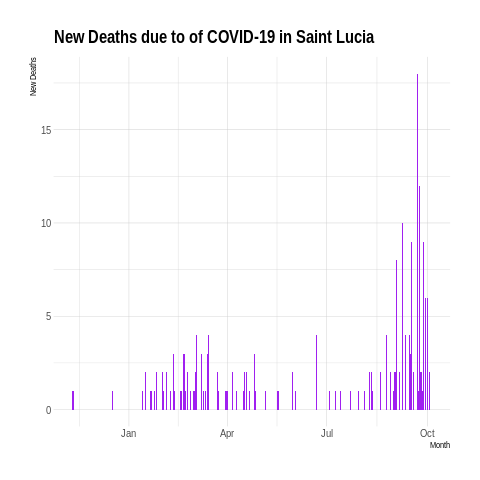 New Deaths due to of COVID-19 in Saint Lucia
New Deaths
15
10
5
0
Jan Apr Jul Oct
Month